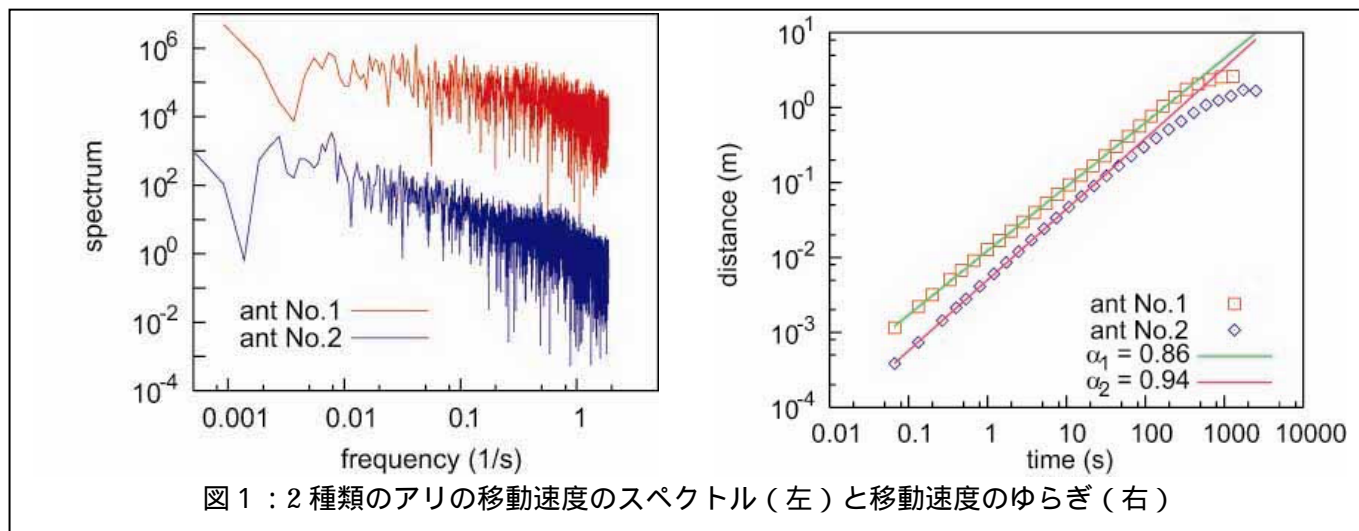 10^6
10^4
10^2
10^0
10^-2
10^-4
spectrum
ant No.1
ant No.2
0.001 0.01 0.10 1
frequency (1/s)
10^1
10^0
10^-1
10^-2
10^-3
10^-4
distance (m)
ant No.1
ant No.2
α1 = 0.86
α2 = 0.94
0.01 0.1 1 10 100 1000 10000
time (s)
図1:2種類のアリの移動速度のスペクトル(左)と移動速度のゆらぎ(右)